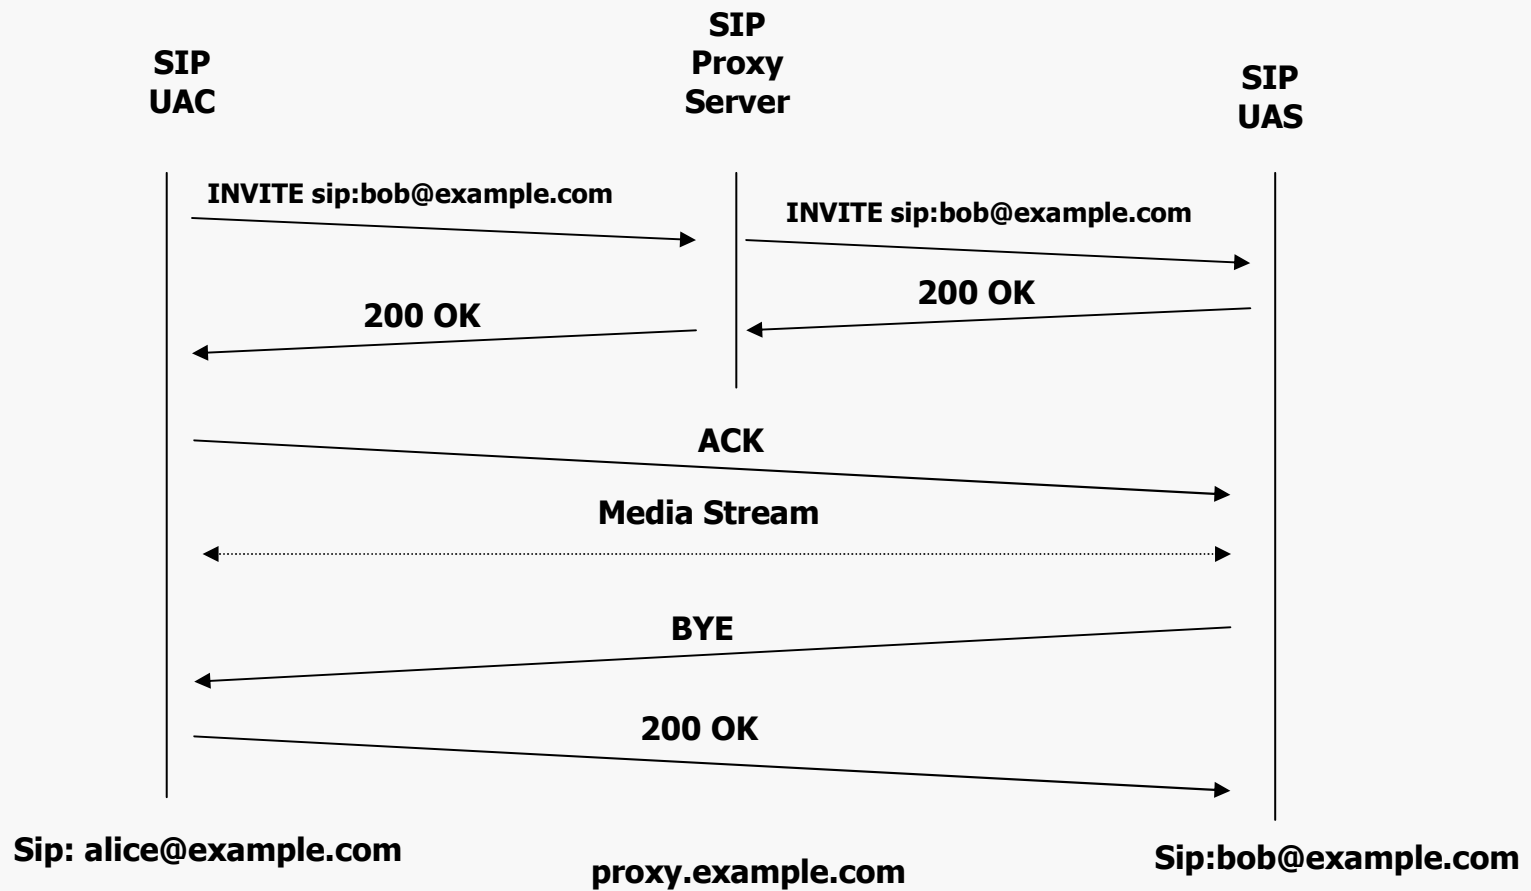 SIP
Proxy
Server
SIP
UAC
SIP
UAS
INVITE sip:bob@example.com
INVITE sip:bob@example.com
200 OK
200 OK
ACK
Media Stream
BYE
200 OK
Sip: alice@example.com
proxy.example.com
Sip:bob@example.com